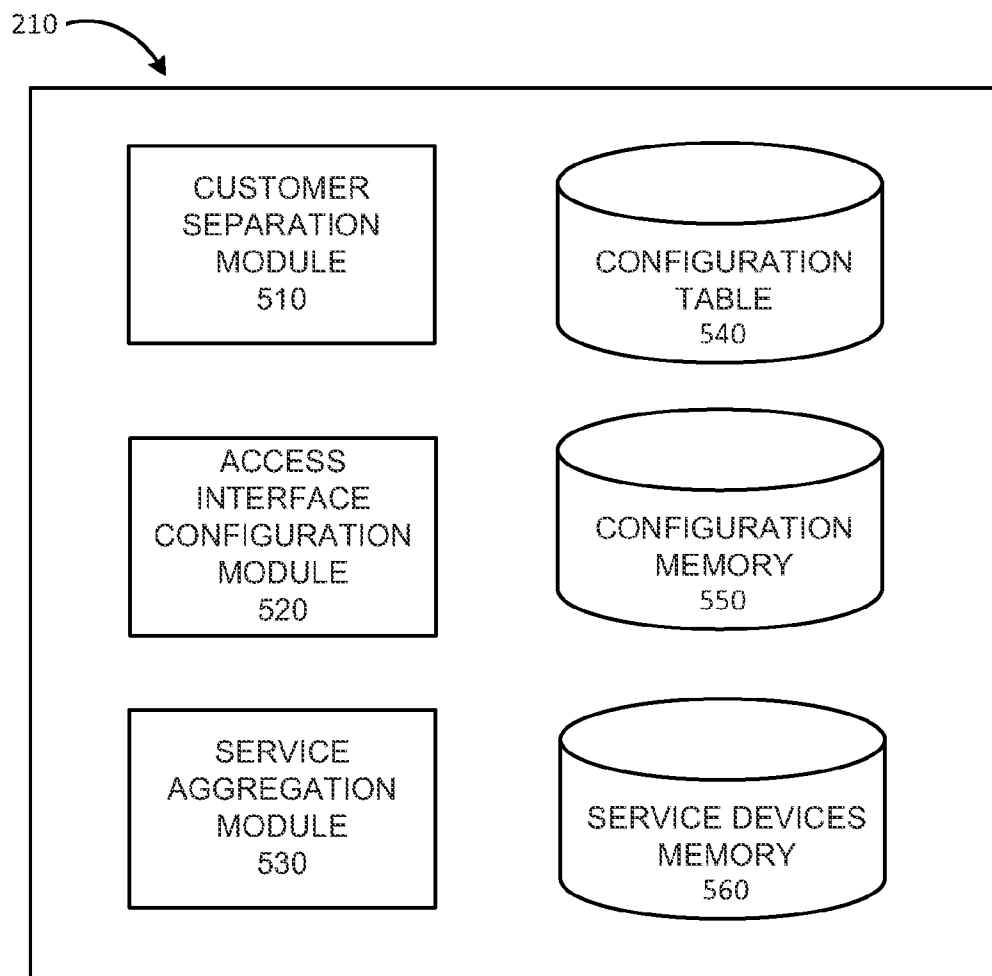 210
CUSTOMER
SEPARATION
MODULE
510
CONFIGURATION
TABLE
540
ACCESS
INTERFACE
CONFIGURATION
MODULE
520
CONFIGURATION
MEMORY
550
SERVICE
AGGREGATION
MODULE
530
SERVICE DEVICES
MEMORY
560